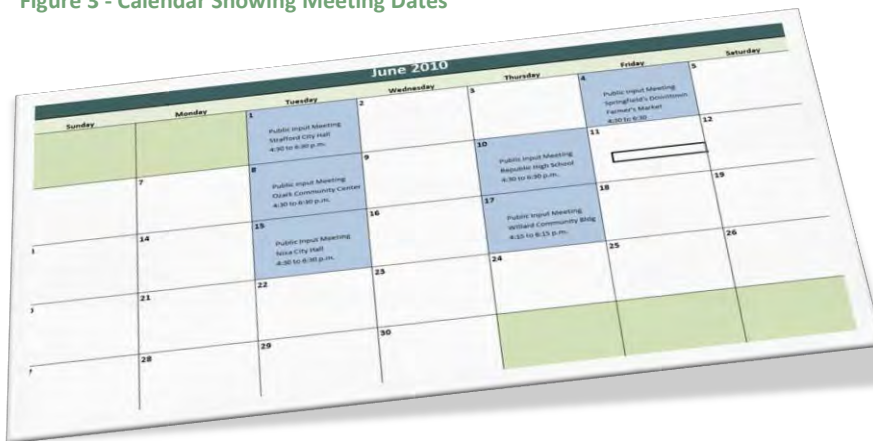 Figure 3 - Calendar Showing Meeting Dates
June 2010
Sunday Monday Tuesday Wednesday Thursday Friday Saturday
1 2 3 4 5
Public Input Meeting
Strafford City Hall
4:30 to 6:30 p.m.
Public Input Meeting
Springfield's Downtown
Farmer's Market
4:30 to 6:30
7 8 9 10 11 12
Public Input Meeting
Ozark Community Center
4:30 to 6:30 p.m.
Public Input Meeting
Republic High School
4:30 to 6:30 p.m.
14 15 16 17 18 19
Public Input Meeting
Nixa City Hall
4:30 to 6:30 p.m.
Public Input Meeting
Willard Community Bldg
4:15 to 6:15 p.m.
21 22 23 24 25 26
28 29 30